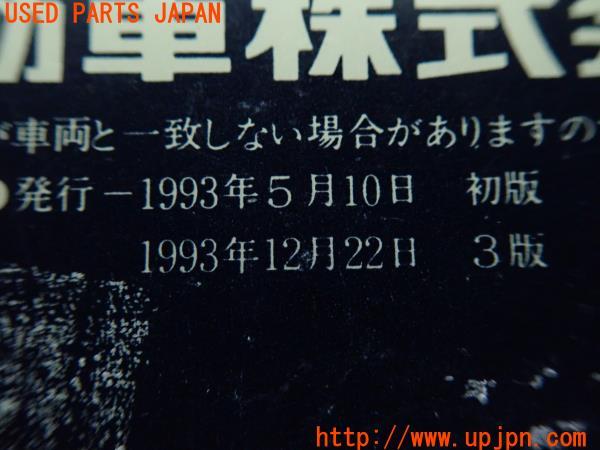 USED PARTS JAPAN
動車株式会
が車両と一致しない場合がありますの
●発行－1993年5月10日 初版
1993年12月22日 3版
http://www.upjpn.com/